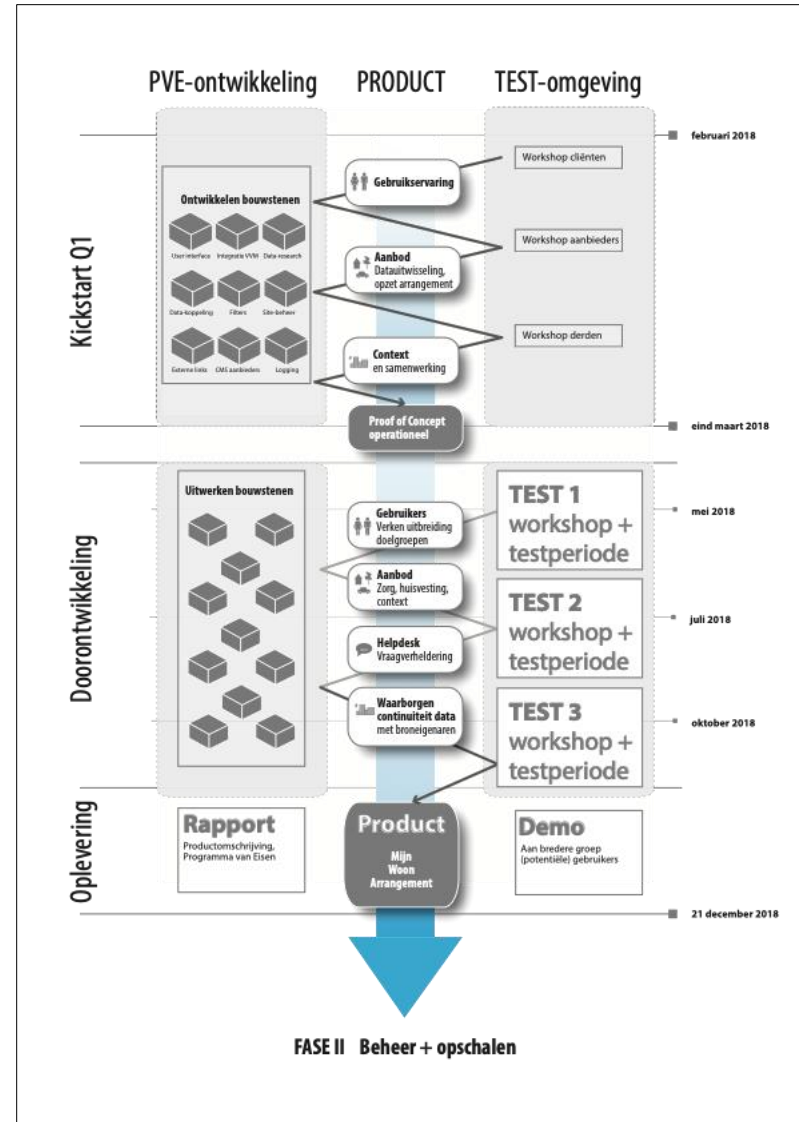 PVE-ontwikkeling
PRODUCT
TEST-omgeving
februari 2018
Kickstart Q1
Ontwikkelen bouwstenen
User interface
Integratie VVM
Data-research
Data-koppeling
Filters
Site-beheer
Externe links
CMS aanbieders
Logging
Gebruikservaring
Aanbod
Datauitwisseling,
opzet arrangement
Context
en samenwerking
Proof of Concept
operationeel
Workshop cliënten
Workshop aanbieders
Workshop derden
eind maart 2018
Doorontwikkeling
Uitwerken bouwstenen
Gebruikers
Verken uitbreiding
doelgroepen
Aanbod
Zorg, huisvesting,
context
Helpdesk
Vraagverheldering
Waarborgen
continuiteit data
met broneigenaren
TEST 1
workshop +
testperiode
mei 2018
TEST 2
workshop +
testperiode
juli 2018
TEST 3
workshop +
testperiode
oktober 2018
Oplevering
Rapport
Productomschrijving,
Programma van Eisen
Product
Mijn
Woon
Arrangement
Demo
Aan bredere groep
(potentiële) gebruikers
21 december 2018
FASE II Beheer + opschalen